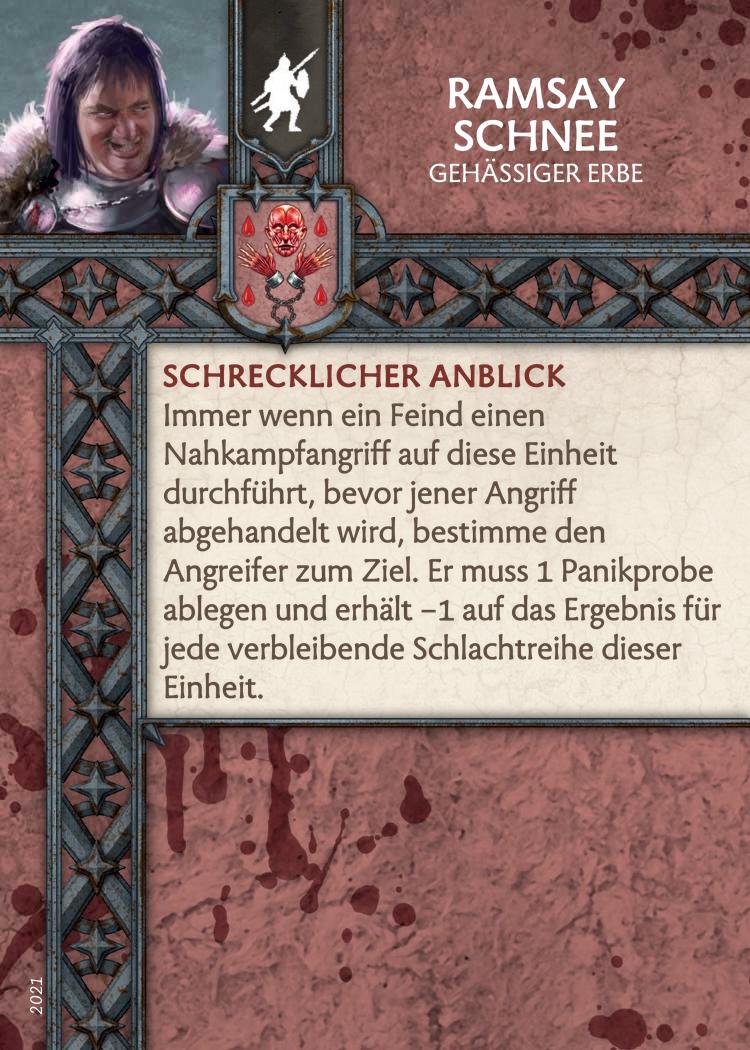 RAMSAY
SCHNEE
GEHÄSSIGER ERBE
SCHRECKLICHER ANBLICK
Immer wenn ein Feind einen
Nahkampfangriff auf diese Einheit
durchführt, bevor jener Angriff
abgehandelt wird, bestimme den
Angreifer zum Ziel. Er muss 1 Panikprobe
ablegen und erhält –1 auf das Ergebnis für
jede verbleibende Schlachtreihe dieser
Einheit.
2021